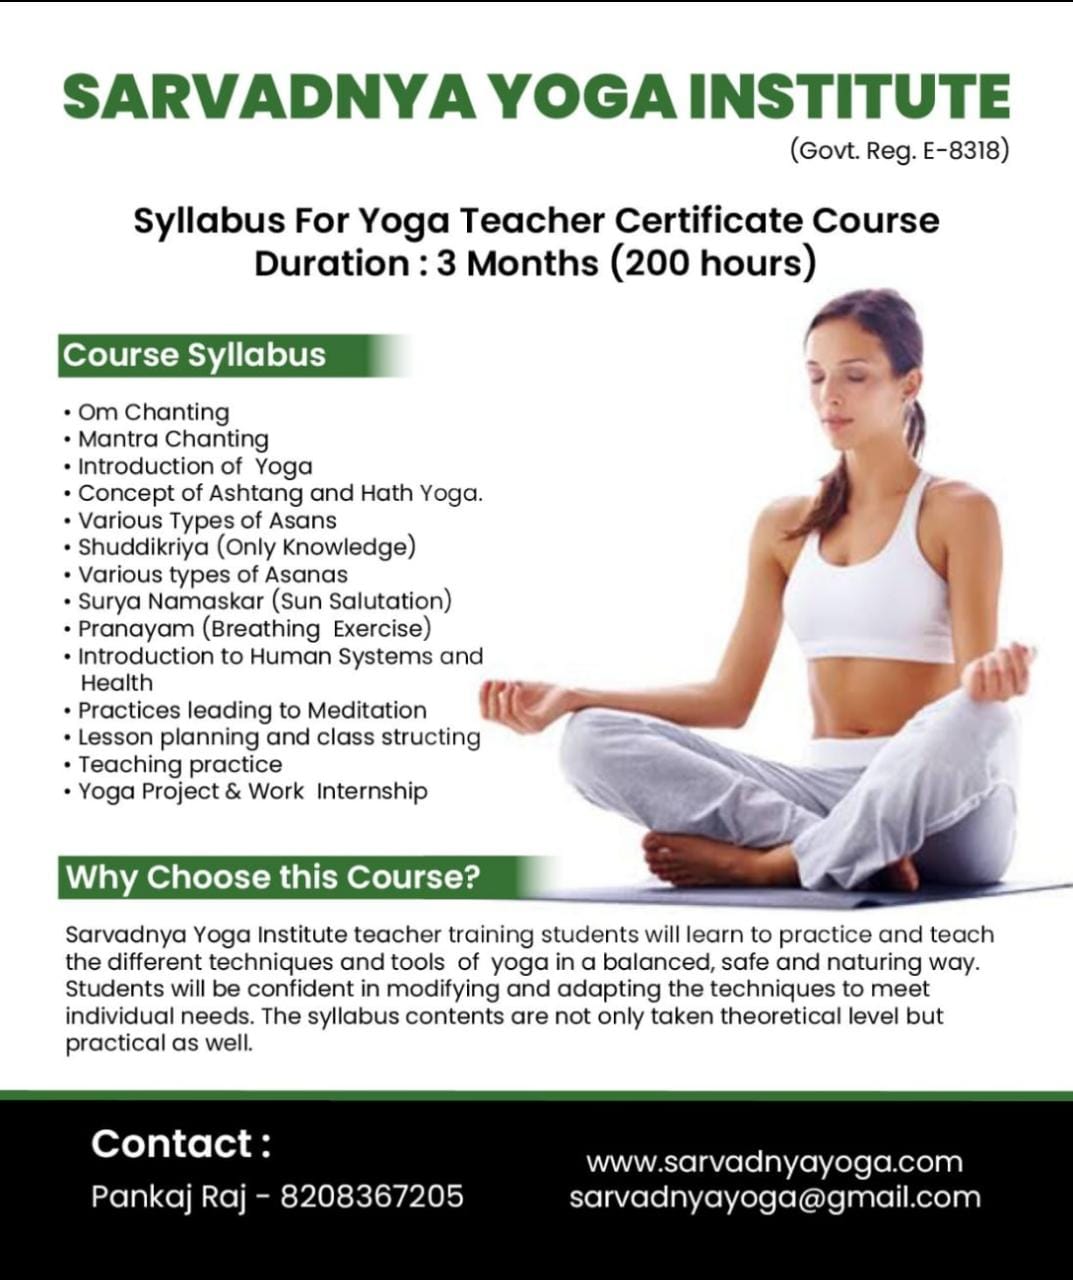 SARVADNYA YOGA INSTITUTE
(Govt. Reg. E-8318)
Syllabus For Yoga Teacher Certificate Course
Duration : 3 Months (200 hours)
Course Syllabus
• Om Chanting
• Mantra Chanting
• Introduction of Yoga
• Concept of Ashtang and Hath Yoga.
• Various Types of Asans
• Shuddikriya (Only Knowledge)
• Various types of Asanas
• Surya Namaskar (Sun Salutation)
• Pranayam (Breathing Exercise)
• Introduction to Human Systems and
Health
• Practices leading to Meditation
• Lesson planning and class structing
• Teaching practice
• Yoga Project & Work Internship
Why Choose this Course?
Sarvadnya Yoga Institute teacher training students will learn to practice and teach
the different techniques and tools of yoga in a balanced, safe and naturing way.
Students will be confident in modifying and adapting the techniques to meet
individual needs. The syllabus contents are not only taken theoretical level but
practical as well.
Contact :
Pankaj Raj - 8208367205
www.sarvadnyayoga.com
sarvadnyayoga@gmail.com